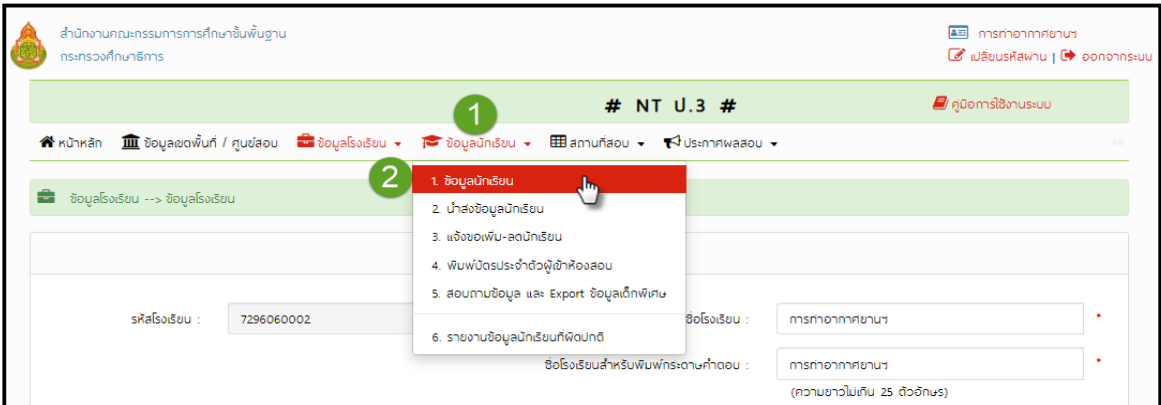 สำนักงานคณะกรรมการการศึกษาขั้นพื้นฐาน
กระทรวงศึกษาธิการ
การท่าอากาศยานฯ
เปลี่ยนรหัสผ่าน | ออกจากระบบ
# NT ป.3 #
คู่มือการใช้งานระบบ
1
หน้าหลัก ข้อมูลเขตพื้นที่ / ศูนย์สอบ ข้อมูลโรงเรียน ข้อมูลนักเรียน สถานที่สอบ ประกาศผลสอบ 44
2
1. ข้อมูลนักเรียน
ข้อมูลโรงเรียน --> ข้อมูลโรงเรียน
2. นำส่งข้อมูลนักเรียน
3. แจ้งขอเพิ่ม-ลดนักเรียน
4. พิมพ์บัตรประจำตัวผู้เข้าห้องสอบ
5. สอบถามข้อมูล และ Export ข้อมูลเด็กพิเศษ
6. รายงานข้อมูลนักเรียนที่ผิดปกติ
รหัสโรงเรียน : 7296060002 ชื่อโรงเรียน : การท่าอากาศยานฯ *
ชื่อโรงเรียนสำหรับพิมพ์กระดาษคำตอบ : การท่าอากาศยานฯ *
(ความยาวไม่เกิน 25 ตัวอักษร)